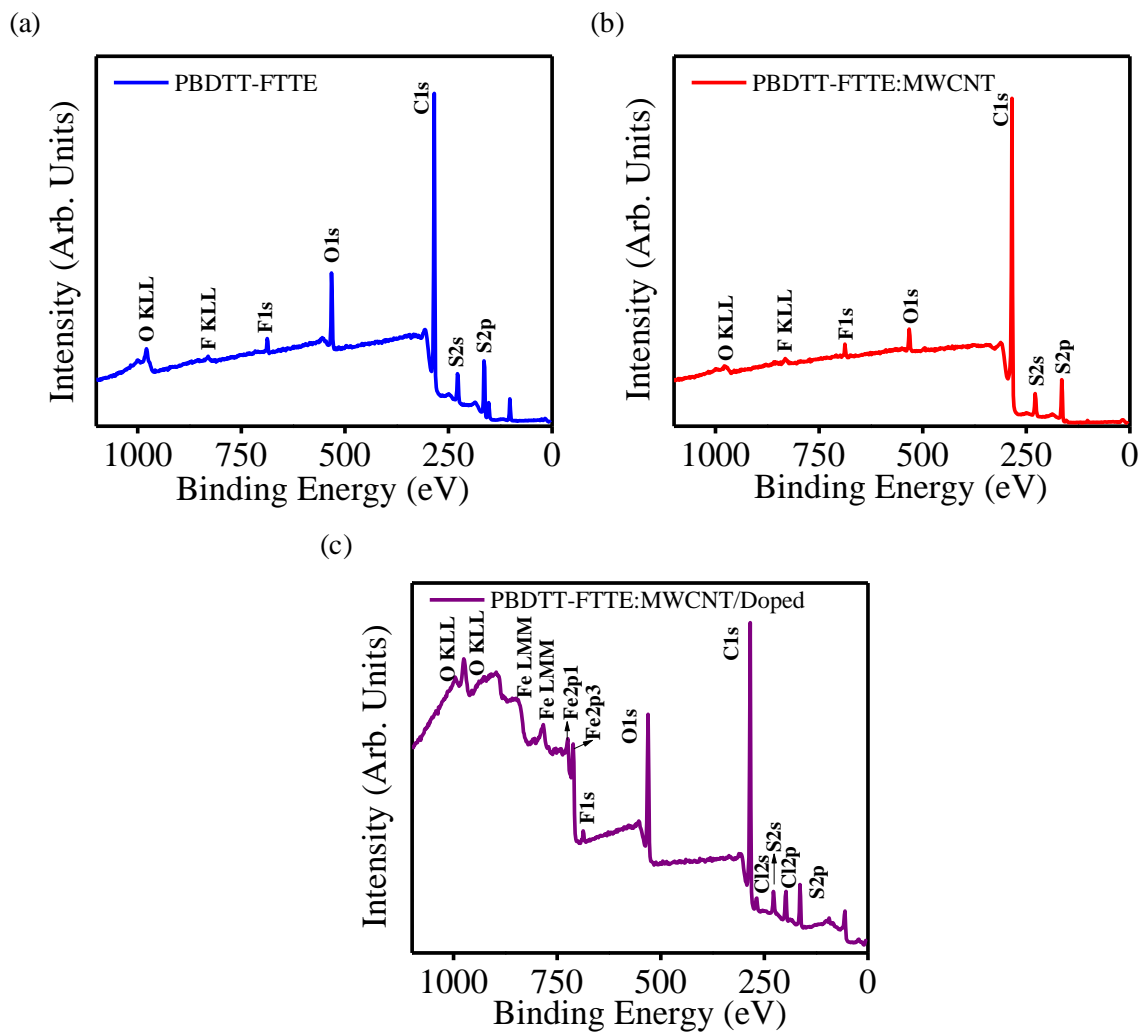 (a)
PBDTT-FTTE
Intensity (Arb. Units)
O KLL
F KLL
F1s
O1s
C1s
S2s
S2p
1000 750 500 250 0
Binding Energy (eV)
(b)
PBDTT-FTTE:MWCNT
Intensity (Arb. Units)
O KLL
F KLL
F1s
O1s
C1s
S2s
S2p
1000 750 500 250 0
Binding Energy (eV)
(c)
PBDTT-FTTE:MWCNT/Doped
Intensity (Arb. Units)
O KLL
O KLL
Fe LMM
Fe LMM
Fe2p1
Fe2p3
F1s
O1s
C1s
Cl2s
S2s
Cl2p
S2p
1000 750 500 250 0
Binding Energy (eV)